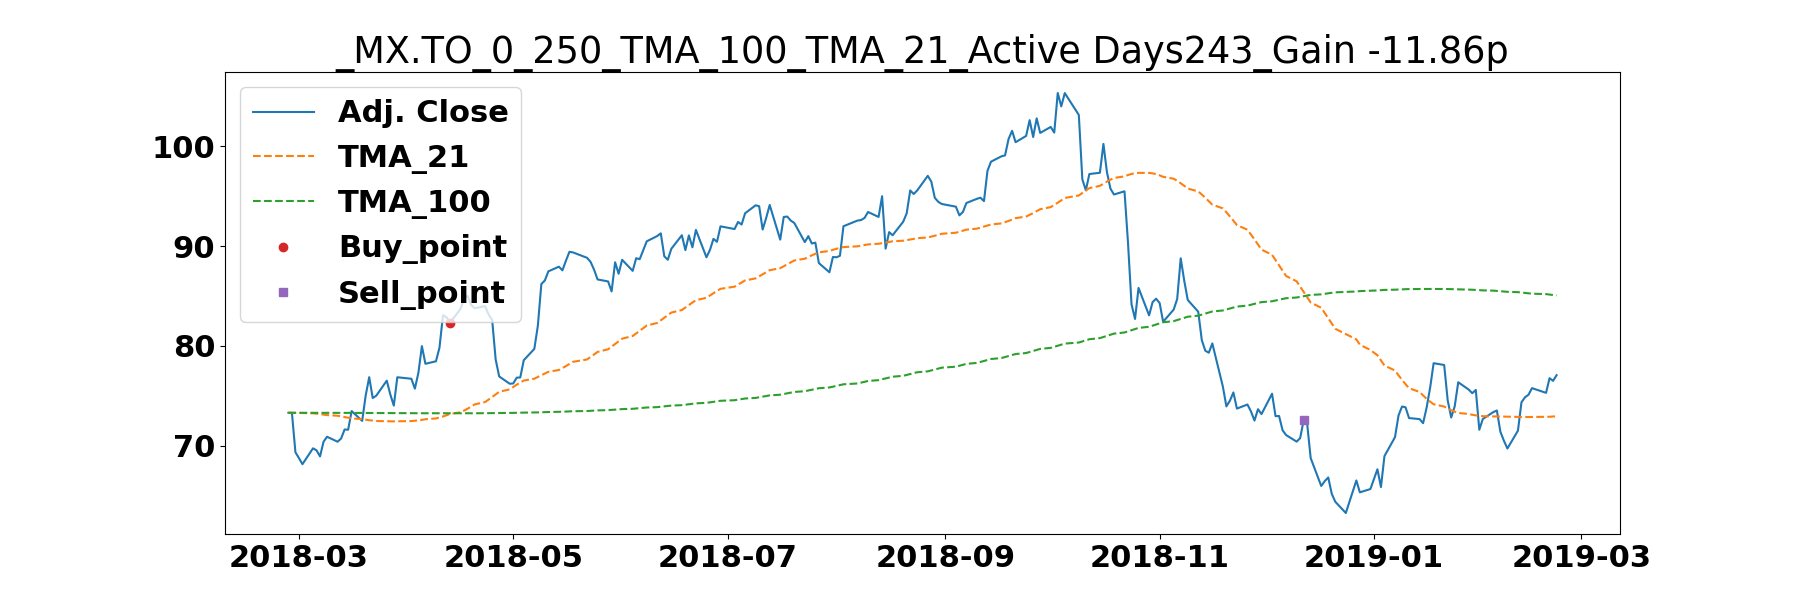 _MX.TO_0_250_TMA_100_TMA_21_Active Days243_Gain -11.86p
Adj. Close
TMA_21
TMA_100
Buy_point
Sell_point
100
90
80
70
2018-03 2018-05 2018-07 2018-09 2018-11 2019-01 2019-03